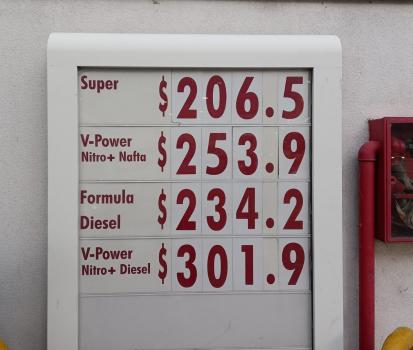 Super $206.5
V-Power
Nitro+ Nafta $253.9
Formula
Diesel $234.2
V-Power
Nitro+ Diesel $301.9